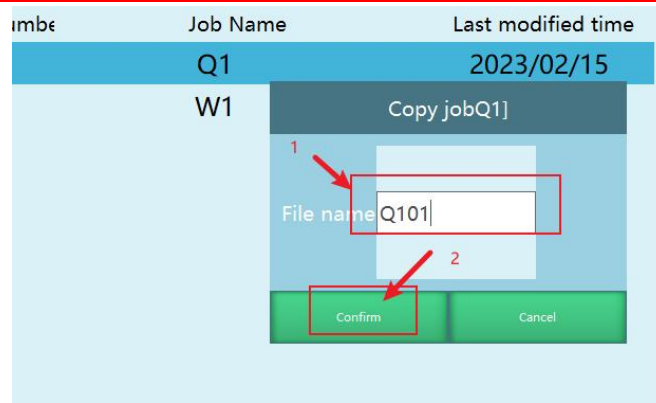 umbe Job Name Last modified time
Q1 2023/02/15
W1 Copy jobQ1]
1
File name Q101
2
Confirm Cancel